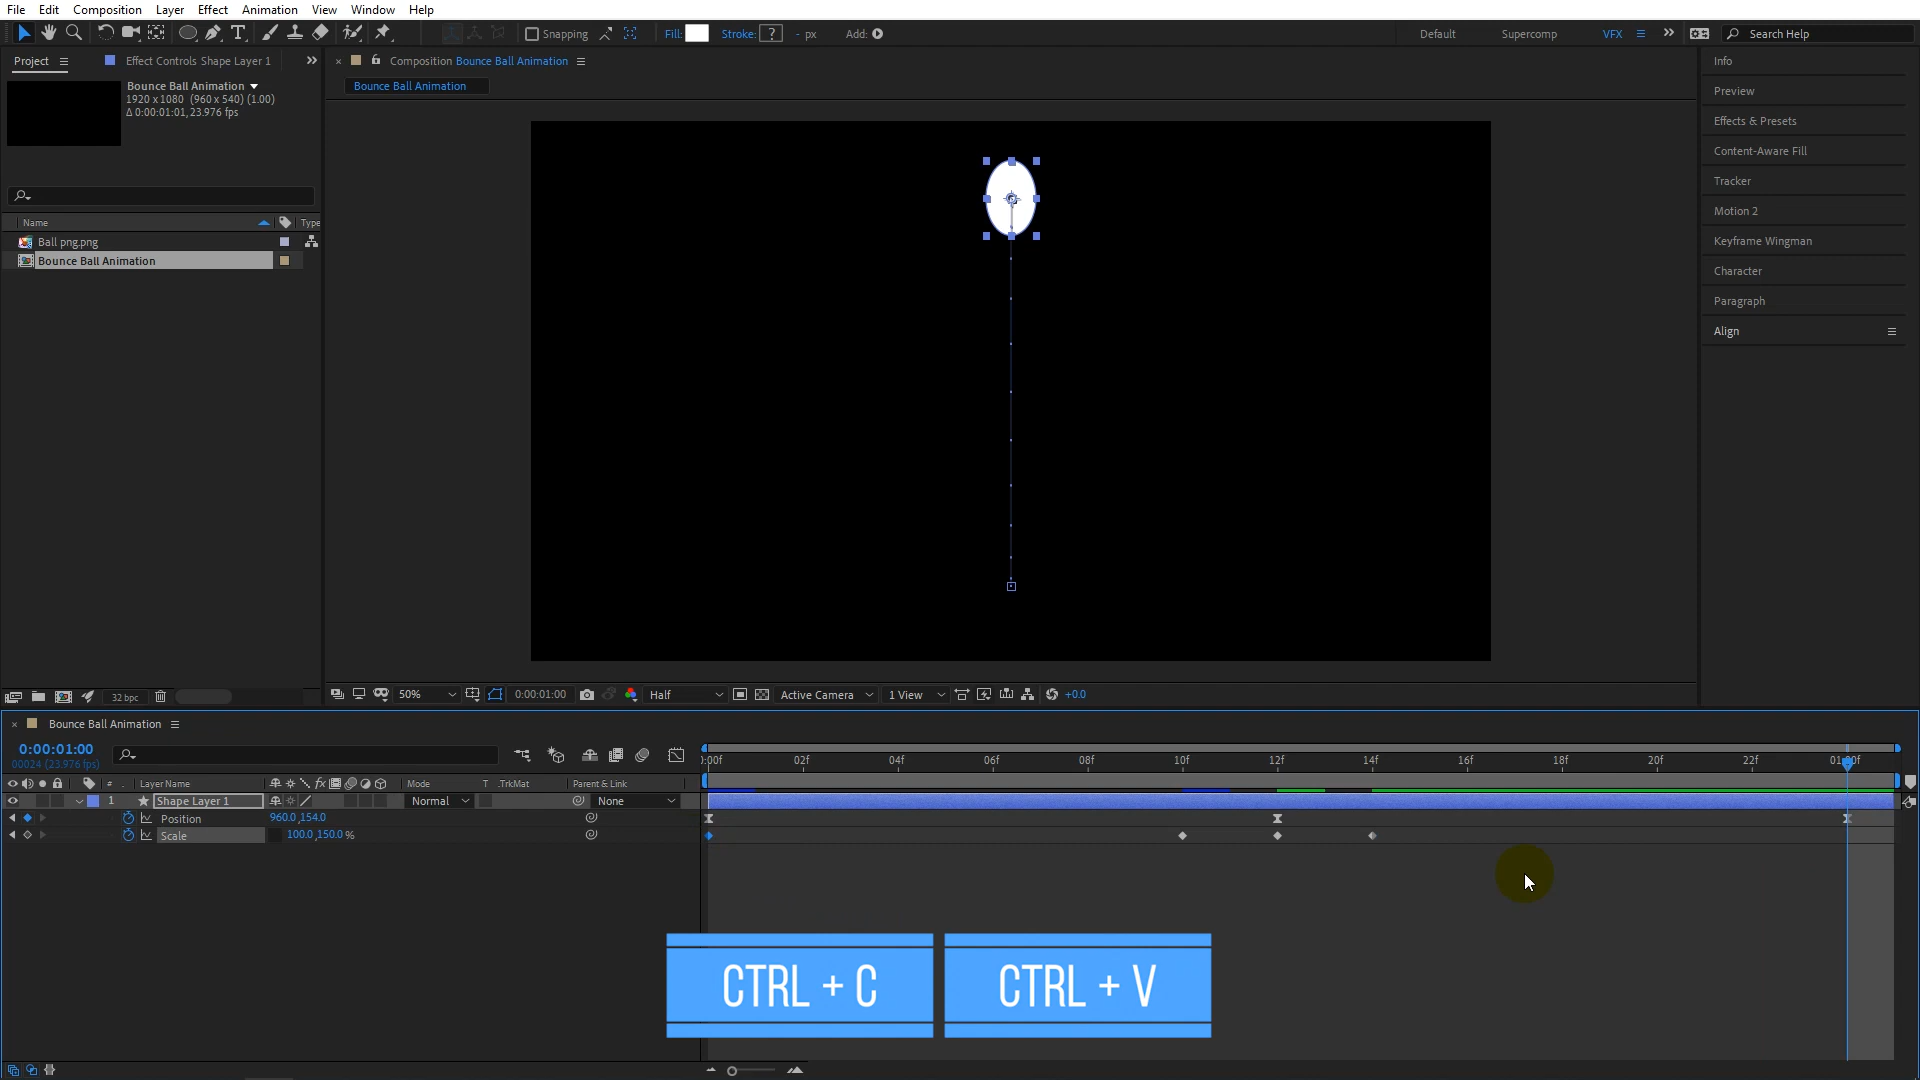 File Edit Composition Layer Effect Animation View Window Help
Snapping Fill: Stroke: ? - px Add: Default Supercomp VFX Search Help
Project Effect Controls Shape Layer 1
Composition Bounce Ball Animation
Info
Bounce Ball Animation
1920 x 1080 (960 x 540) (1.00)
Δ 0:00:01:01, 23.976 fps
Bounce Ball Animation
Preview
Effects & Presets
Content-Aware Fill
Tracker
Motion 2
Keyframe Wingman
Character
Paragraph
Align
Name Type
Ball png.png
Bounce Ball Animation
32 bpc
50% 0:00:01:00 Half Active Camera 1 View +0.0
Bounce Ball Animation
0:00:01:00
00024 (23.976 fps)
:00f 02f 04f 06f 08f 10f 12f 14f 16f 18f 20f 22f
# Layer Name fx Mode T .TrkMat Parent & Link
1 Shape Layer 1 Normal None
Position 960.0,154.0
Scale 100.0,150.0%
CTRL + C CTRL + V